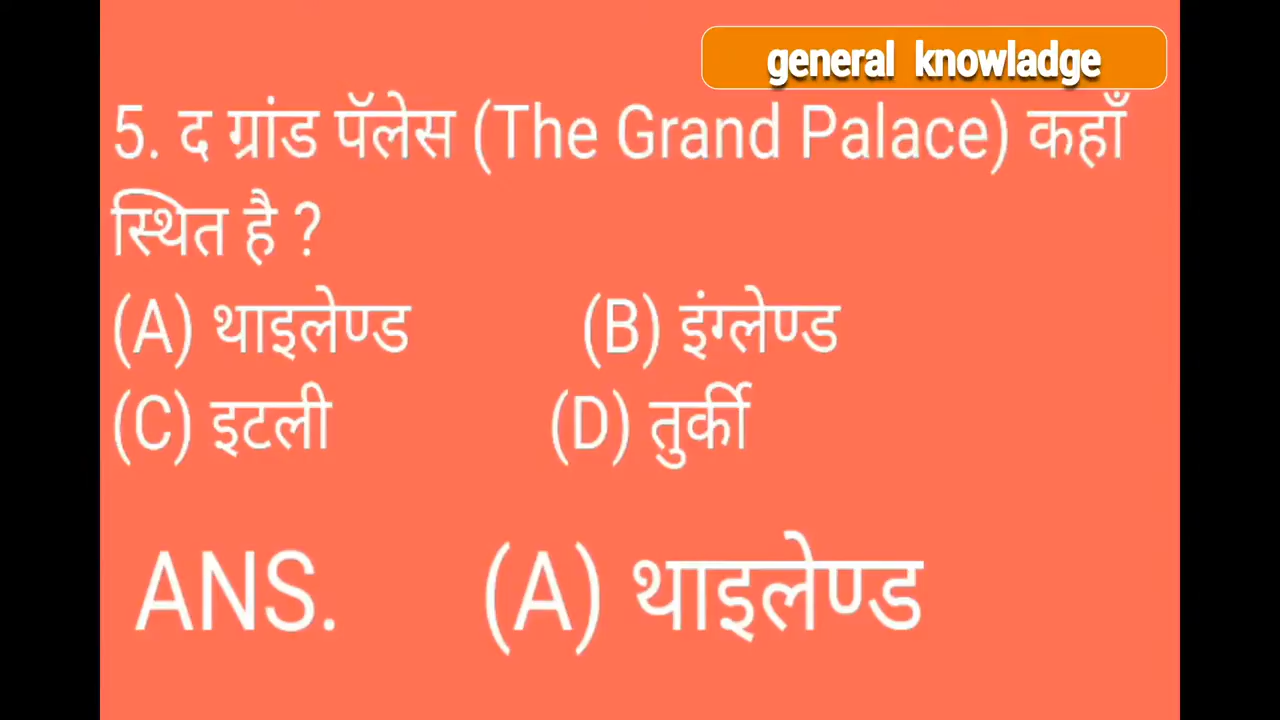 general knowladge
5. द ग्रांड पॅलेस (The Grand Palace) कहाँ
स्थित है ?
(A) थाइलेण्ड (B) इंग्लेण्ड
(C) इटली (D) तुर्की
ANS. (A) थाइलेण्ड